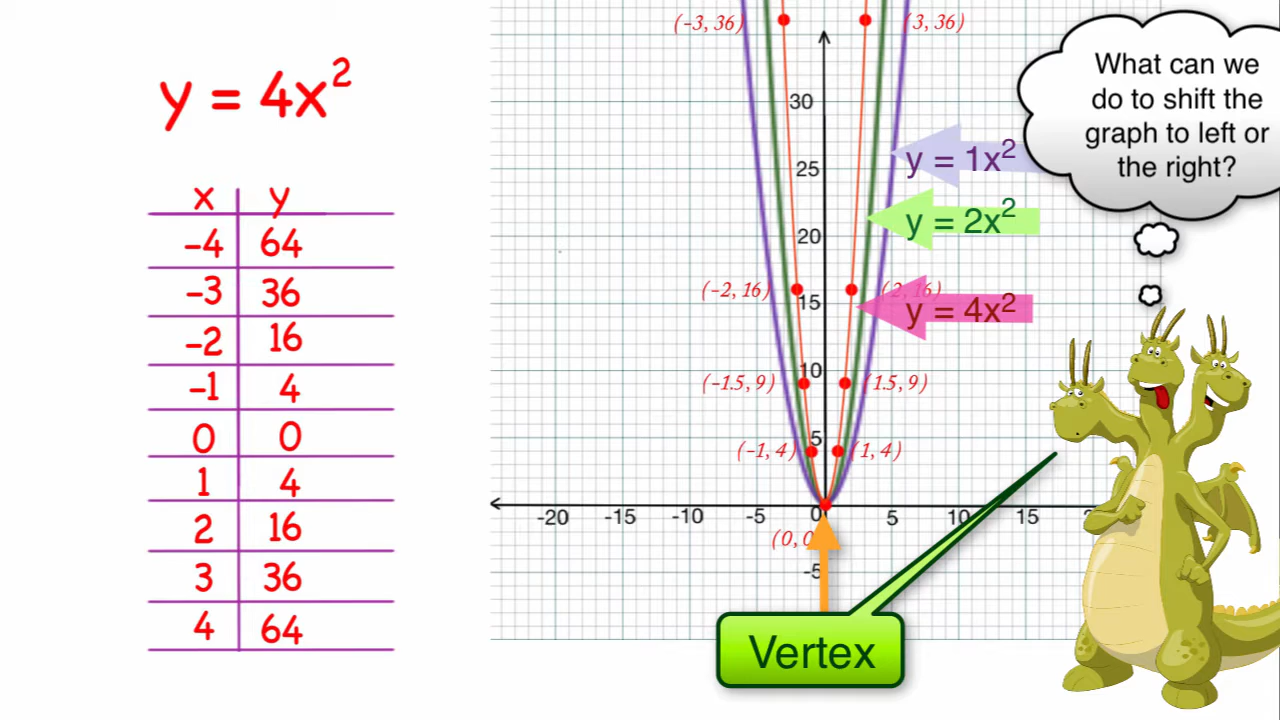 y = 4x²
x y
-4 64
-3 36
-2 16
-1 4
0 0
1 4
2 16
3 36
4 64
(-3, 36)
(3, 36)
30
25
20
15
10
5
0
-20 -15 -10 -5 5 10 15
-5
y = 1x²
y = 2x²
y = 4x²
(-2, 16)
(2, 16)
(-1.5, 9)
(1.5, 9)
(-1, 4)
(1, 4)
(0, 0
Vertex
What can we
do to shift the
graph to left or
the right?